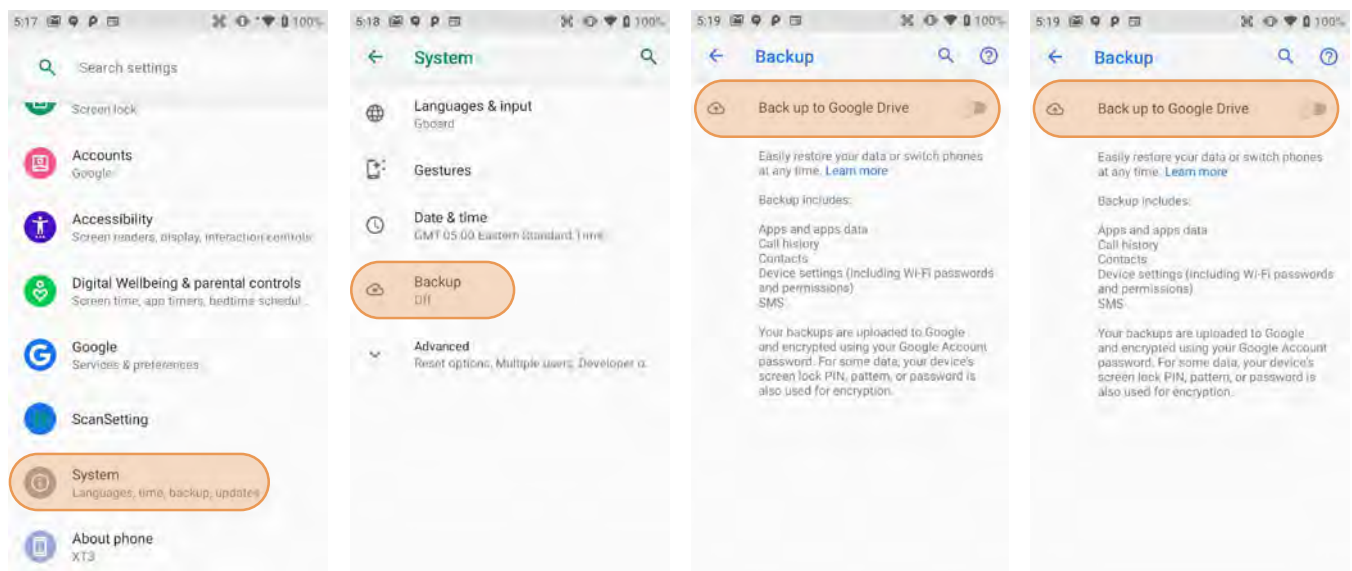 5:17
100%
Search settings
Screen lock
Accounts
Google
Accessibility
Screen readers, display, interaction controls
Digital Wellbeing & parental controls
Screen time, app timers, bedtime schedul...
Google
Services & preferences
ScanSetting
System
Languages, time, backup, updates
About phone
XT3
5:18
100%
System
Languages & input
Gboard
Gestures
Date & time
GMT-05:00 Eastern Standard Time
Backup
Off
Advanced
Reset options, Multiple users, Developer o.
5:19
100%
Backup
Back up to Google Drive
Easily restore your data or switch phones
at any time. Learn more
Backup includes:
Apps and apps data
Call history
Contacts
Device settings (including Wi-Fi passwords
and permissions)
SMS
Your backups are uploaded to Google
and encrypted using your Google Account
password. For some data, your device's
screen lock PIN, pattern, or password is
also used for encryption.
5:19
100%
Backup
Back up to Google Drive
Easily restore your data or switch phones
at any time. Learn more
Backup includes:
Apps and apps data
Call history
Contacts
Device settings (including Wi-Fi passwords
and permissions)
SMS
Your backups are uploaded to Google
and encrypted using your Google Account
password. For some data, your device's
screen lock PIN, pattern, or password is
also used for encryption.